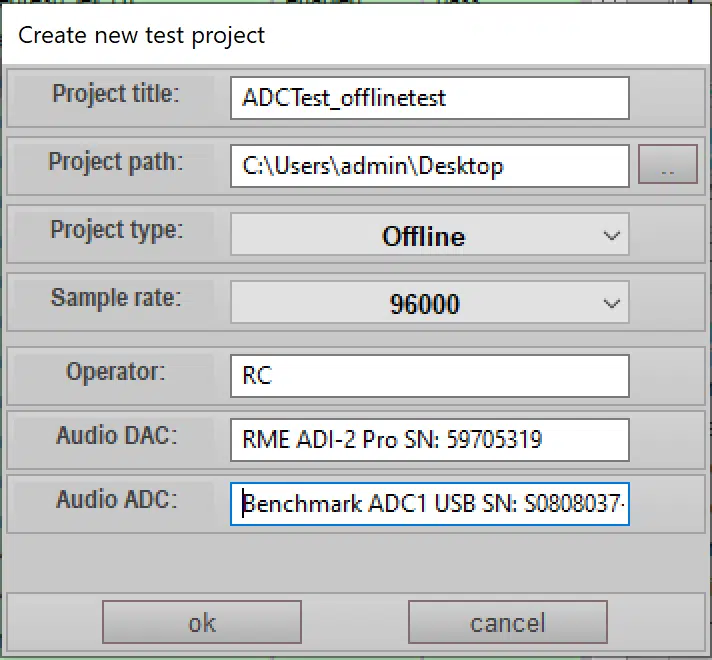 Create new test project
Project title: ADCTest_offlinetest
Project path: C:\Users\admin\Desktop ..
Project type: Offline
Sample rate: 96000
Operator: RC
Audio DAC: RME ADI-2 Pro SN: 59705319
Audio ADC: Benchmark ADC1 USB SN: S0808037-
ok cancel